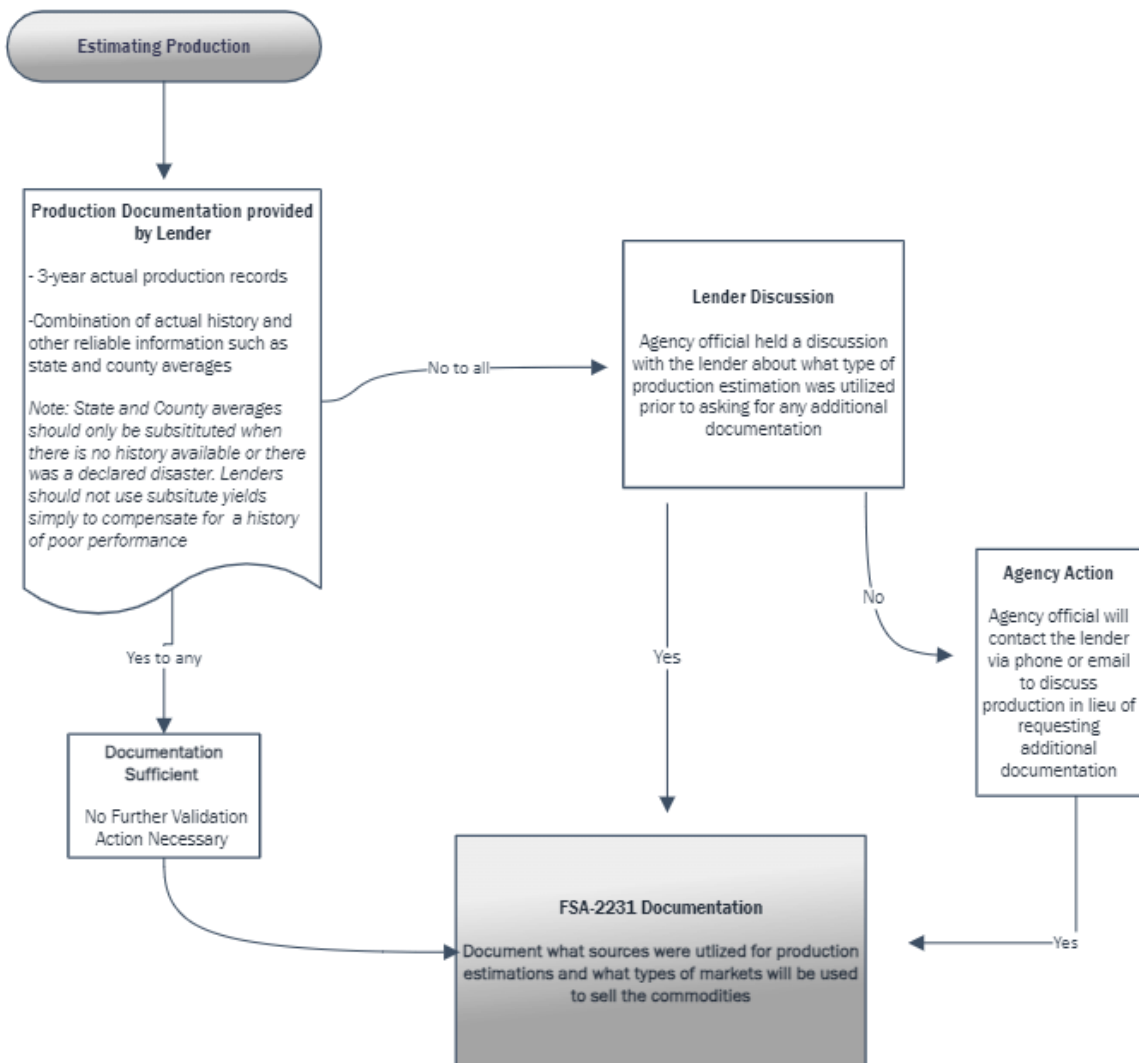 Estimating Production
Production Documentation provided
by Lender
- 3-year actual production records
-Combination of actual history and
other reliable information such as
state and county averages
Note: State and County averages
should only be subsitituted when
there is no history available or there
was a declared disaster. Lenders
should not use subsitute yields
simply to compensate for a history
of poor performance
No to all
Lender Discussion
Agency official held a discussion
with the lender about what type of
production estimation was utilized
prior to asking for any additional
documentation
No
Agency Action
Agency official will
contact the lender
via phone or email
to discuss
production in lieu of
requesting
additional
documentation
Yes to any
Yes
Documentation
Sufficient
No Further Validation
Action Necessary
FSA-2231 Documentation
Document what sources were utlized for production
estimations and what types of markets will be used
to sell the commodities
Yes